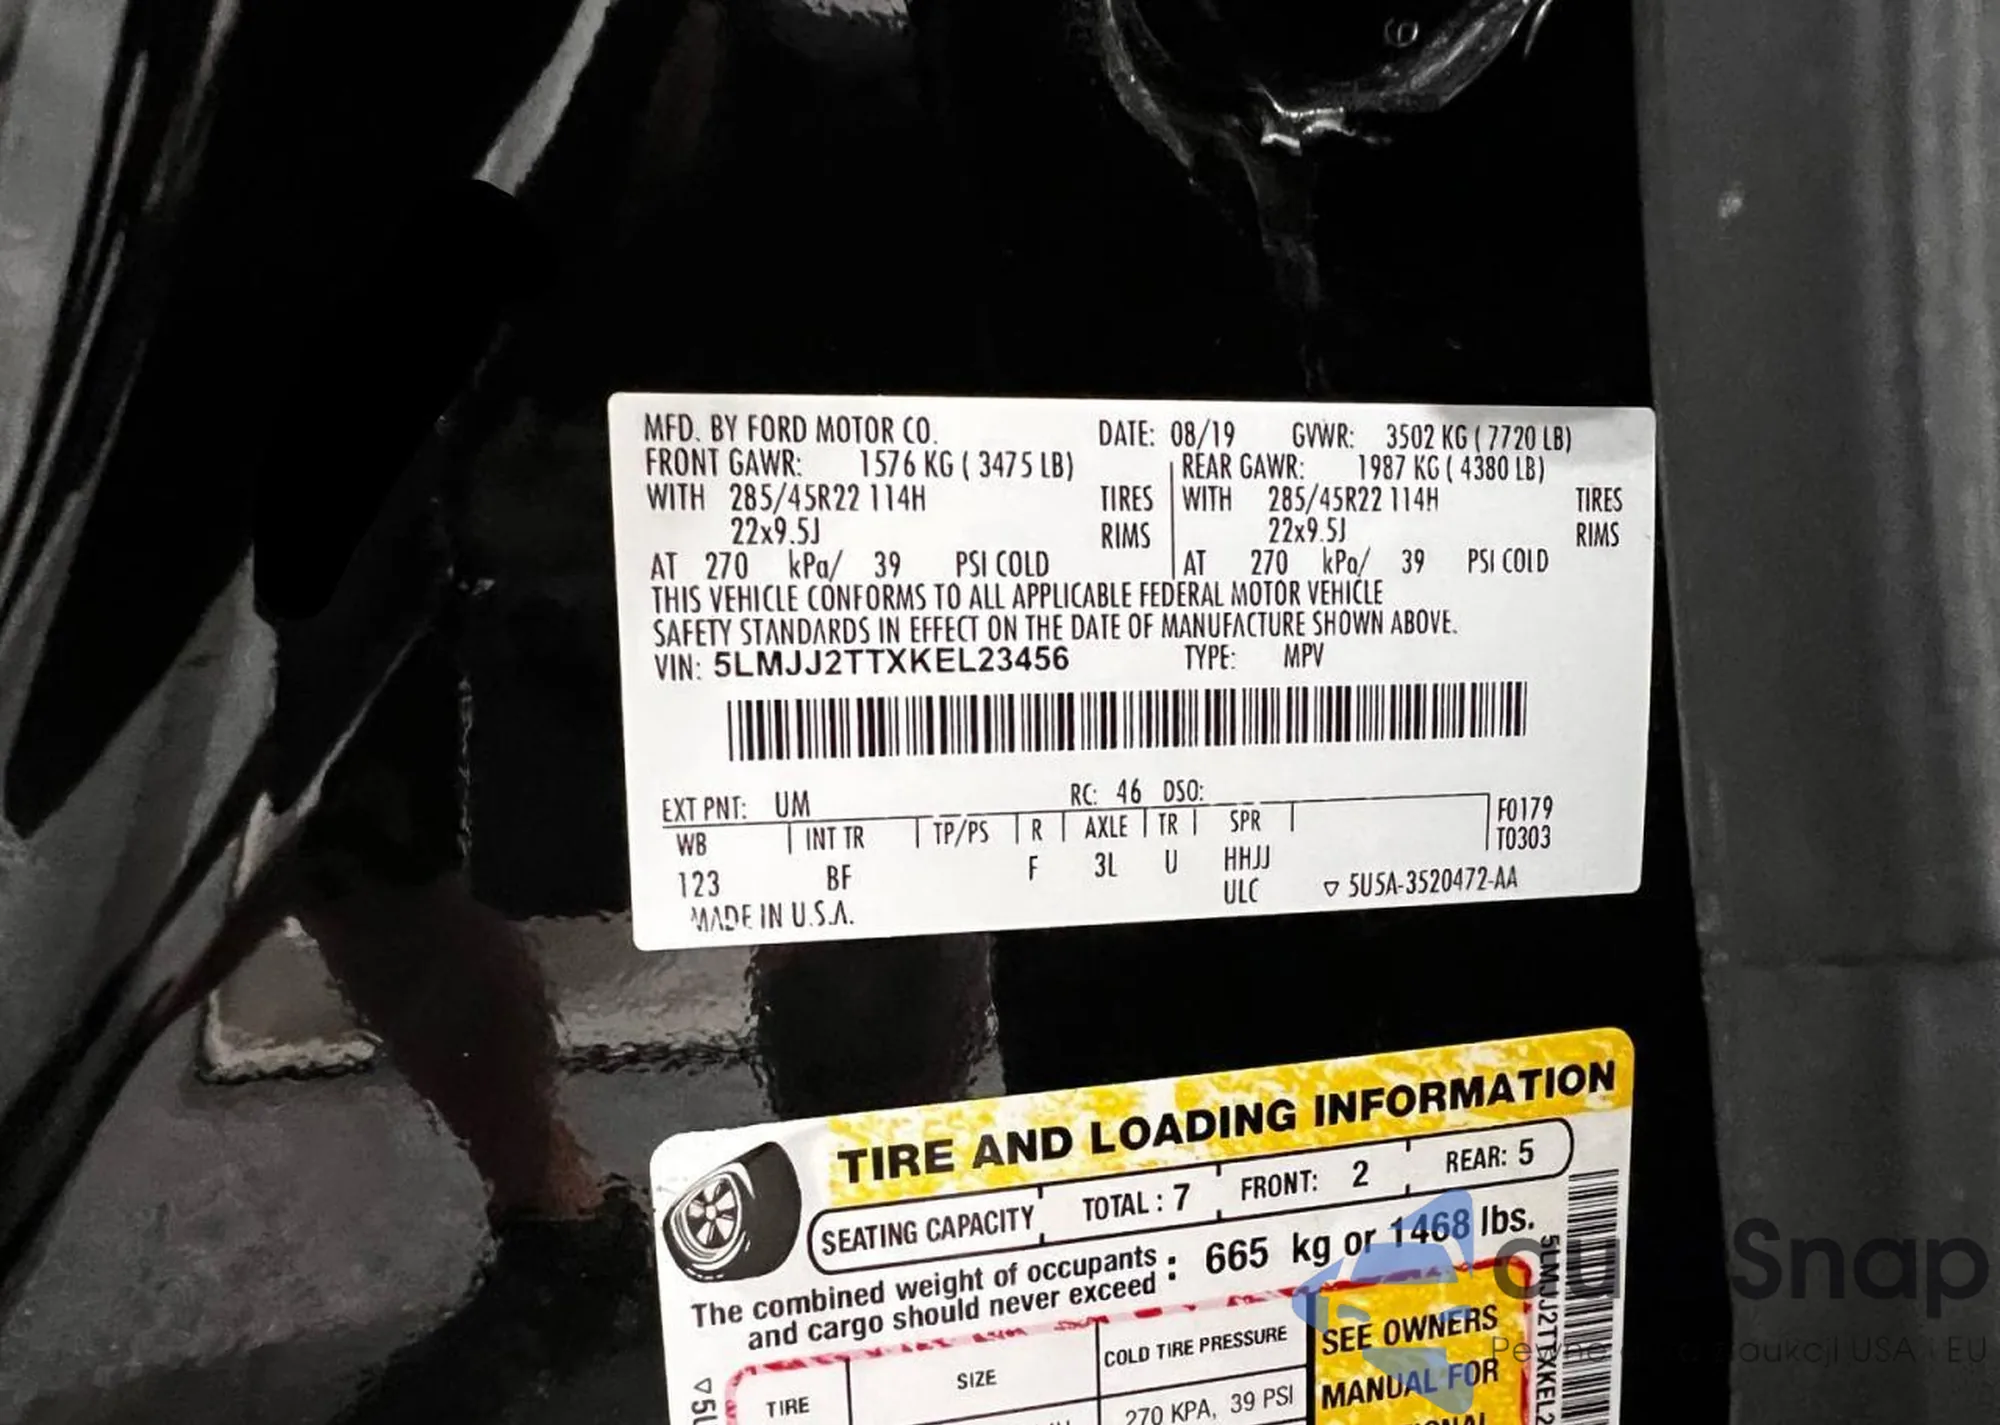 6
MFD. BY FORD MOTOR CO. DATE: 08/19 GVWR: 3502 KG ( 7720 LB)
FRONT GAWR: 1576 KG ( 3475 LB) REAR GAWR: 1987 KG ( 4380 LB)
WITH 285/45R22 114H TIRES WITH 285/45R22 114H TIRES
22x9.5J RIMS 22x9.5J RIMS
AT 270 kPa/ 39 PSI COLD AT 270 kPa/ 39 PSI COLD
THIS VEHICLE CONFORMS TO ALL APPLICABLE FEDERAL MOTOR VEHICLE
SAFETY STANDARDS IN EFFECT ON THE DATE OF MANUFACTURE SHOWN ABOVE.
VIN: 5LMJJ2TTXKEL23456 TYPE: MPV
EXT PNT: UM RC: 46 DSO:
WB INT TR TP/PS R AXLE TR SPR F0179
T0303
123 BF F 3L U HHJJ
ULC ▽ 5U5A-3520472-AA
MADE IN U.S.A.
TIRE AND LOADING INFORMATION
SEATING CAPACITY TOTAL : 7 FRONT: 2 REAR: 5
The combined weight of occupants : 665 kg or 1468 lbs.
and cargo should never exceed
TIRE SIZE COLD TIRE PRESSURE SEE OWNERS
MANUAL FOR
270 KPA, 39 PSI
5LMJJ2TTXKEL2
▽5U
Snap
aukcji USA EU